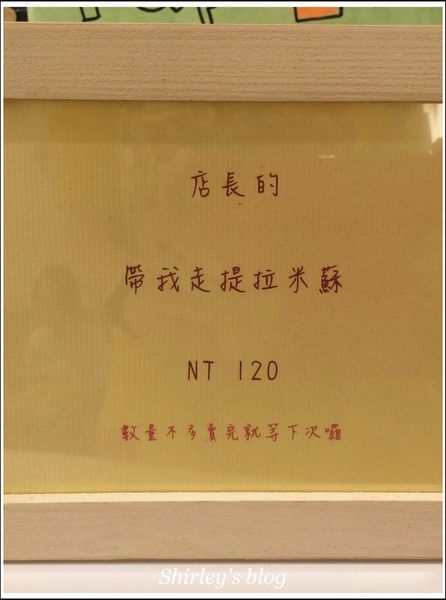 店長的
帶我走提拉米蘇
NT 120
數量不多賣完就等下次囉
Shirley's blog